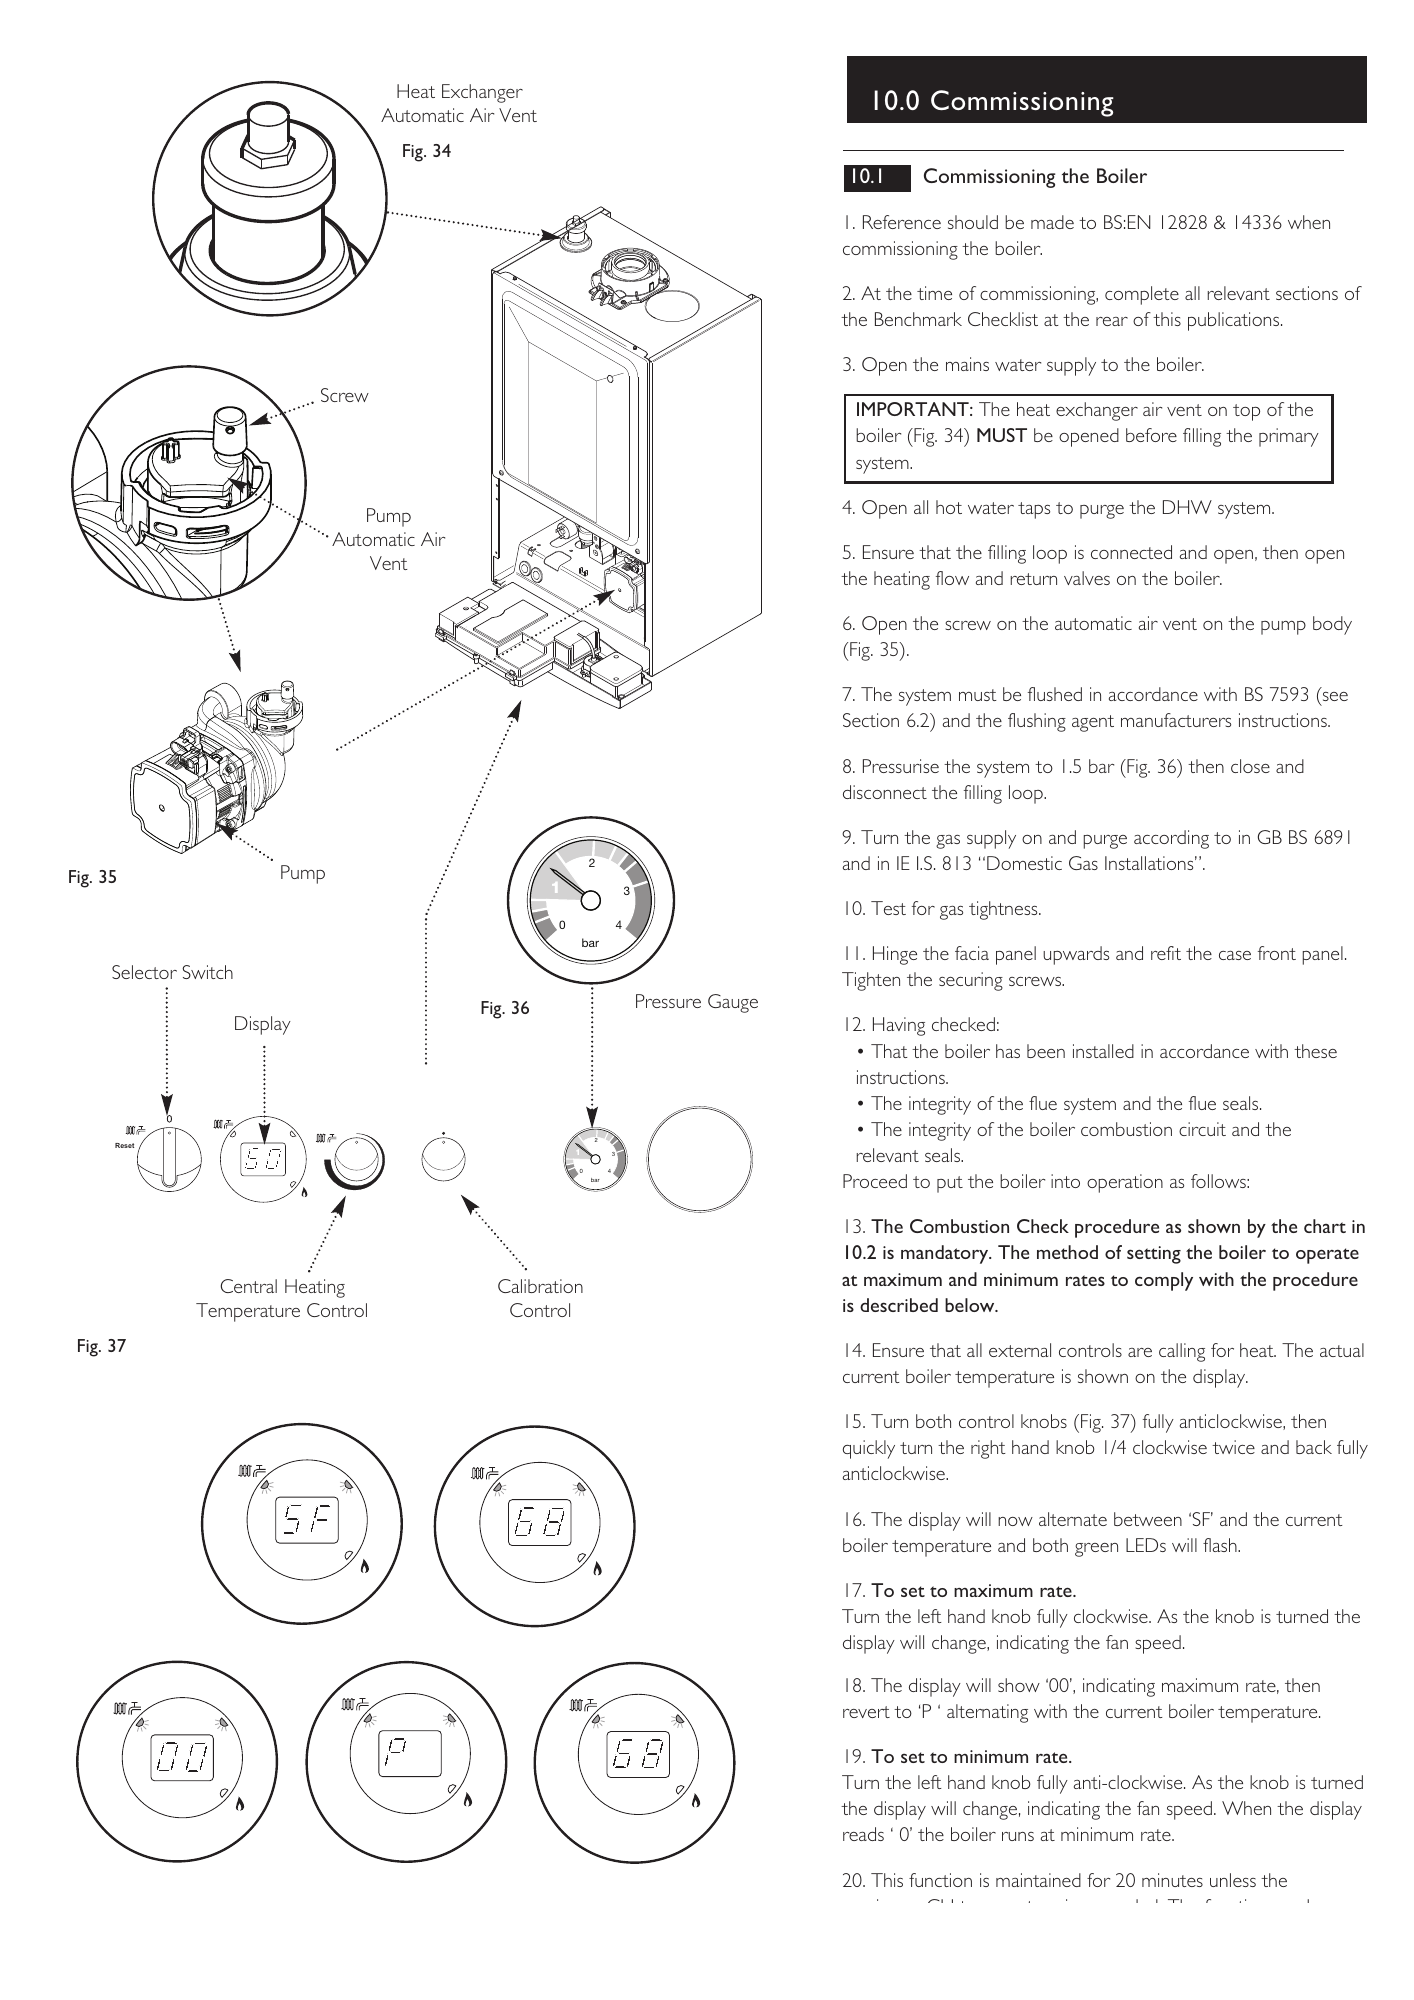 Heat Exchanger
Automatic Air Vent
Fig. 34
Screw
Pump
Automatic Air
Vent
Pump
Fig. 35
2
1
3
0
4
bar
Fig. 36
Pressure Gauge
Selector Switch
Display
0
Reset
50
2
1
3
0
4
bar
Central Heating
Temperature Control
Calibration
Control
Fig. 37
SF
68
00
P
68
10.0 Commissioning
10.1 Commissioning the Boiler
1. Reference should be made to BS:EN 12828 & 14336 when
commissioning the boiler.
2. At the time of commissioning, complete all relevant sections of
the Benchmark Checklist at the rear of this publications.
3. Open the mains water supply to the boiler.
IMPORTANT: The heat exchanger air vent on top of the
boiler (Fig. 34) MUST be opened before filling the primary
system.
4. Open all hot water taps to purge the DHW system.
5. Ensure that the filling loop is connected and open, then open
the heating flow and return valves on the boiler.
6. Open the screw on the automatic air vent on the pump body
(Fig. 35).
7. The system must be flushed in accordance with BS 7593 (see
Section 6.2) and the flushing agent manufacturers instructions.
8. Pressurise the system to 1.5 bar (Fig. 36) then close and
disconnect the filling loop.
9. Turn the gas supply on and purge according to in GB BS 6891
and in IE I.S. 813 “Domestic Gas Installations”.
10. Test for gas tightness.
11. Hinge the facia panel upwards and refit the case front panel.
Tighten the securing screws.
12. Having checked:
• That the boiler has been installed in accordance with these
instructions.
• The integrity of the flue system and the flue seals.
• The integrity of the boiler combustion circuit and the
relevant seals.
Proceed to put the boiler into operation as follows:
13. The Combustion Check procedure as shown by the chart in
10.2 is mandatory. The method of setting the boiler to operate
at maximum and minimum rates to comply with the procedure
is described below.
14. Ensure that all external controls are calling for heat. The actual
current boiler temperature is shown on the display.
15. Turn both control knobs (Fig. 37) fully anticlockwise, then
quickly turn the right hand knob 1/4 clockwise twice and back fully
anticlockwise.
16. The display will now alternate between ‘SF’ and the current
boiler temperature and both green LEDs will flash.
17. To set to maximum rate.
Turn the left hand knob fully clockwise. As the knob is turned the
display will change, indicating the fan speed.
18. The display will show ‘00’, indicating maximum rate, then
revert to ‘P ‘ alternating with the current boiler temperature.
19. To set to minimum rate.
Turn the left hand knob fully anti-clockwise. As the knob is turned
the display will change, indicating the fan speed. When the display
reads ‘ 0’ the boiler runs at minimum rate.
20. This function is maintained for 20 minutes unless the